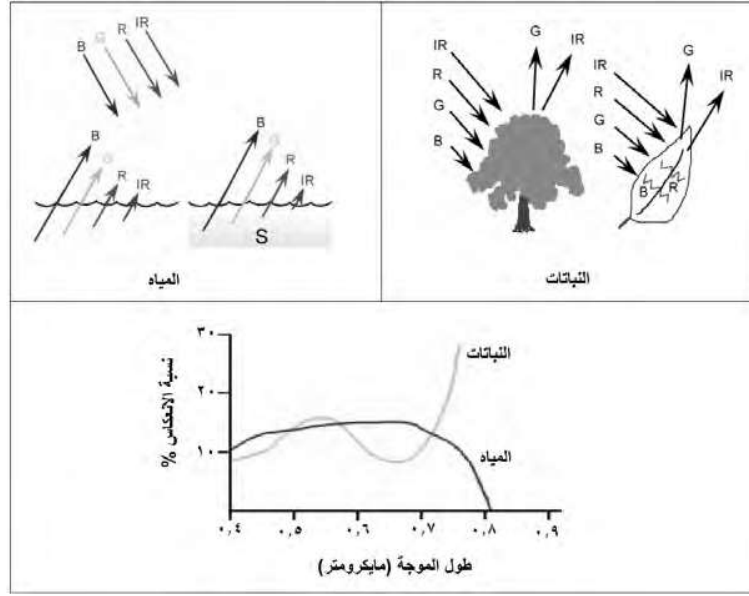 B G R IR
B G R IR
B G R IR
S
المياه
IR R G B
G IR
IR R G B
G IR
B R
النباتات
نسبة الانعكاس %
٣٠
٢٠
١٠
النباتات
المياه
٠,٤ ٠,٥ ٠,٦ ٠,٧ ٠,٨ ٠,٩
طول الموجة (مايكرومتر)